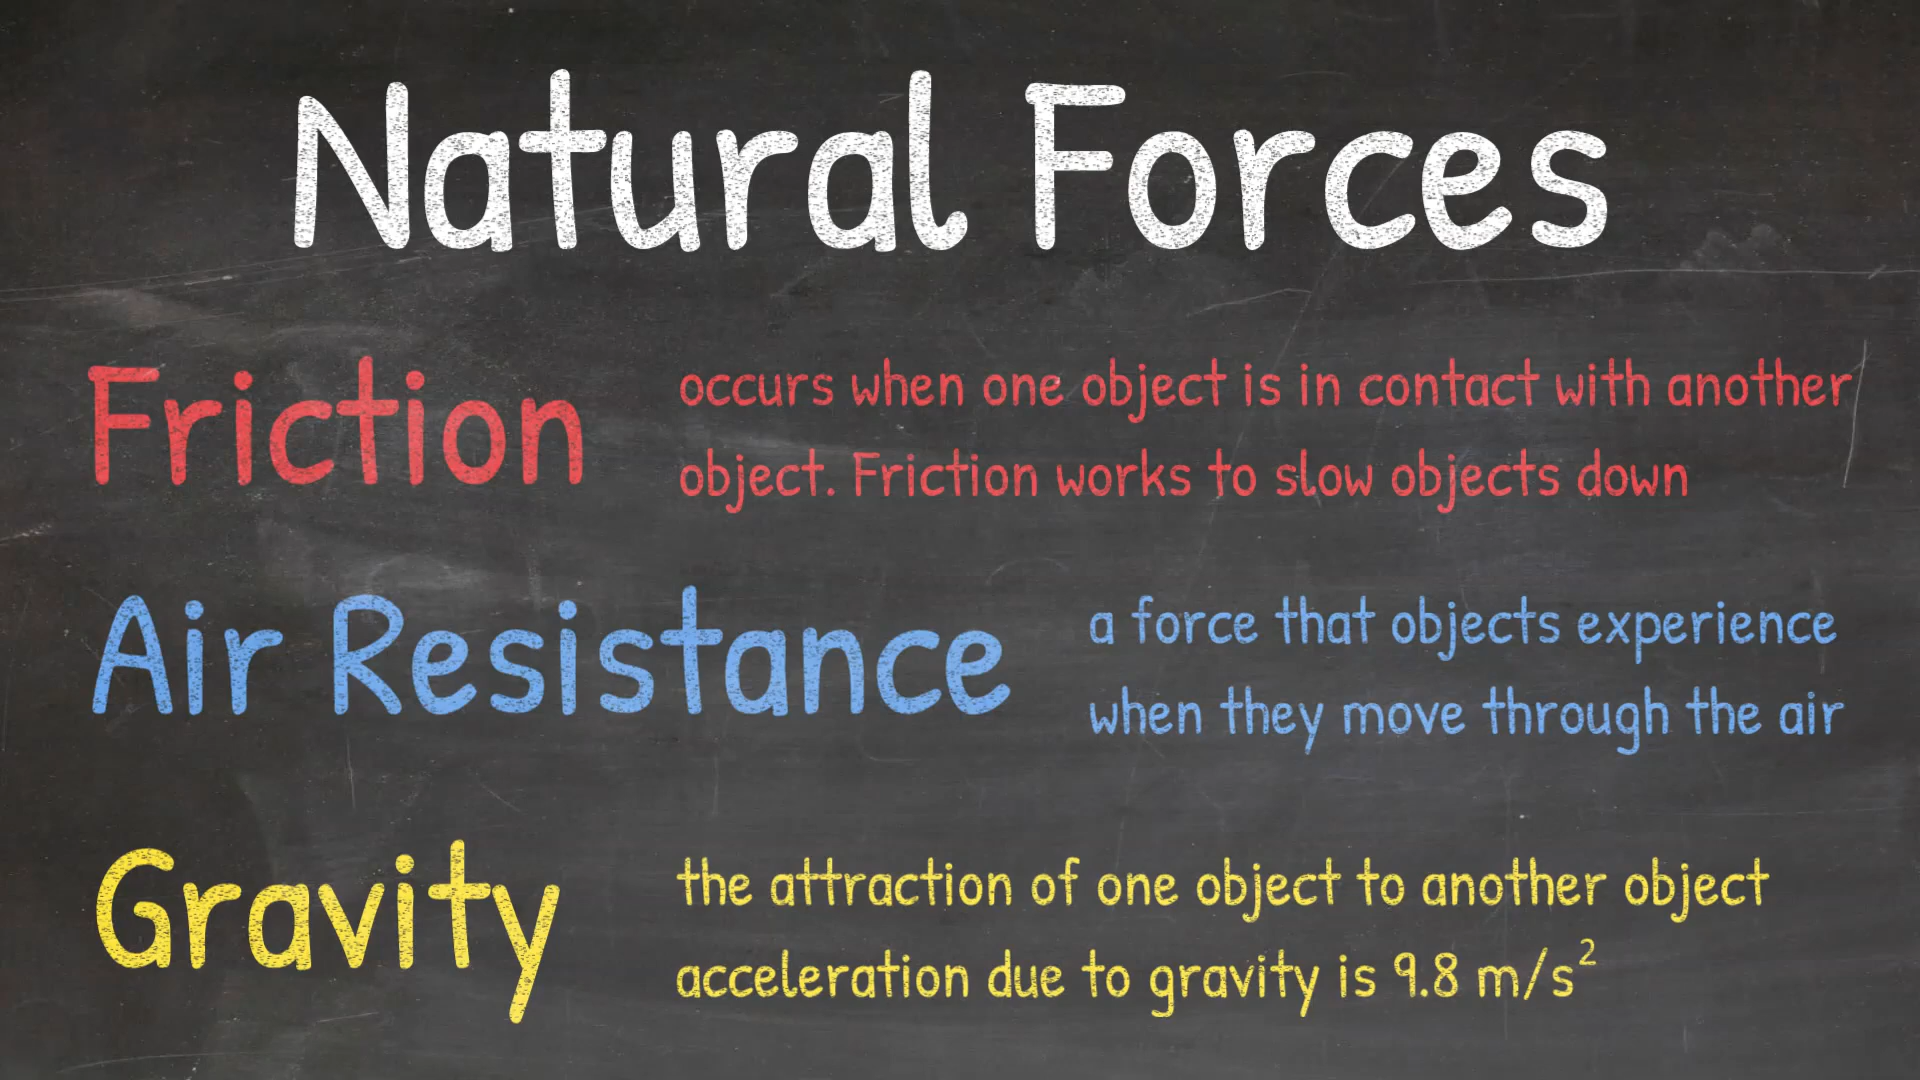 Natural Forces
Friction
occurs when one object is in contact with another
object. Friction works to slow objects down
Air Resistance
a force that objects experience
when they move through the air
Gravity
the attraction of one object to another object
acceleration due to gravity is 9.8 m/s²